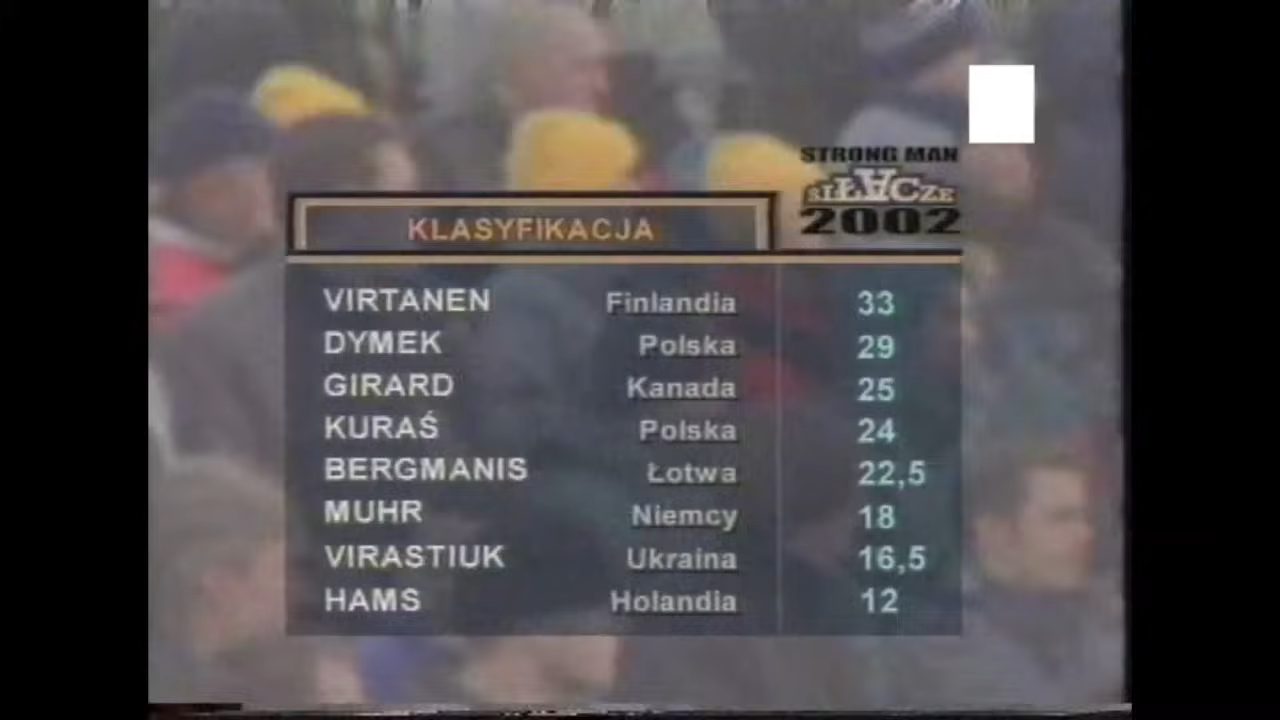 STRONG MAN
SIŁACZE
2002
KLASYFIKACJA
VIRTANEN Finlandia 33
DYMEK Polska 29
GIRARD Kanada 25
KURAŚ Polska 24
BERGMANIS Łotwa 22,5
MUHR Niemcy 18
VIRASTIUK Ukraina 16,5
HAMS Holandia 12